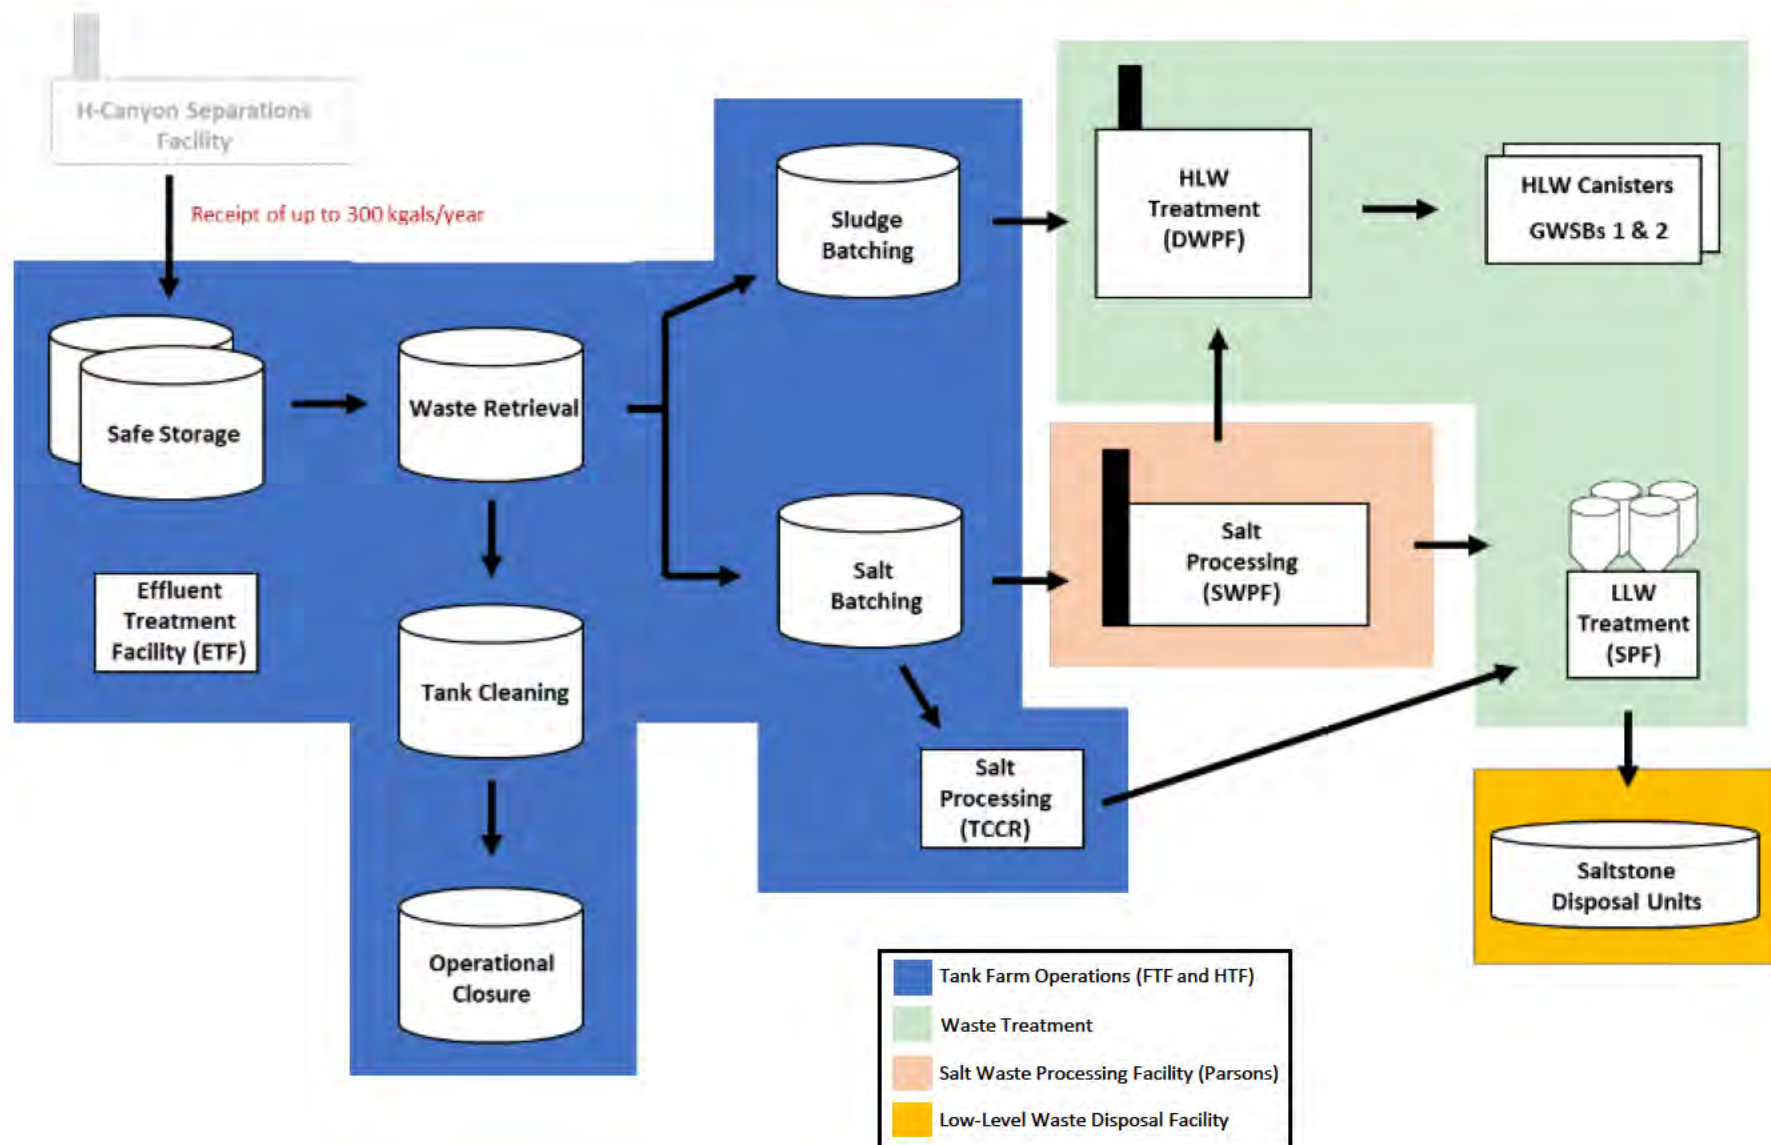 H-Canyon Separations
Facility
Receipt of up to 300 kgals/year
Safe Storage
Waste Retrieval
Effluent
Treatment
Facility (ETF)
Tank Cleaning
Operational
Closure
Sludge
Batching
Salt
Batching
Salt
Processing
(TCCR)
HLW
Treatment
(DWPF)
HLW Canisters
GWSBs 1 & 2
Salt
Processing
(SWPF)
LLW
Treatment
(SPF)
Saltstone
Disposal Units
Tank Farm Operations (FTF and HTF)
Waste Treatment
Salt Waste Processing Facility (Parsons)
Low-Level Waste Disposal Facility